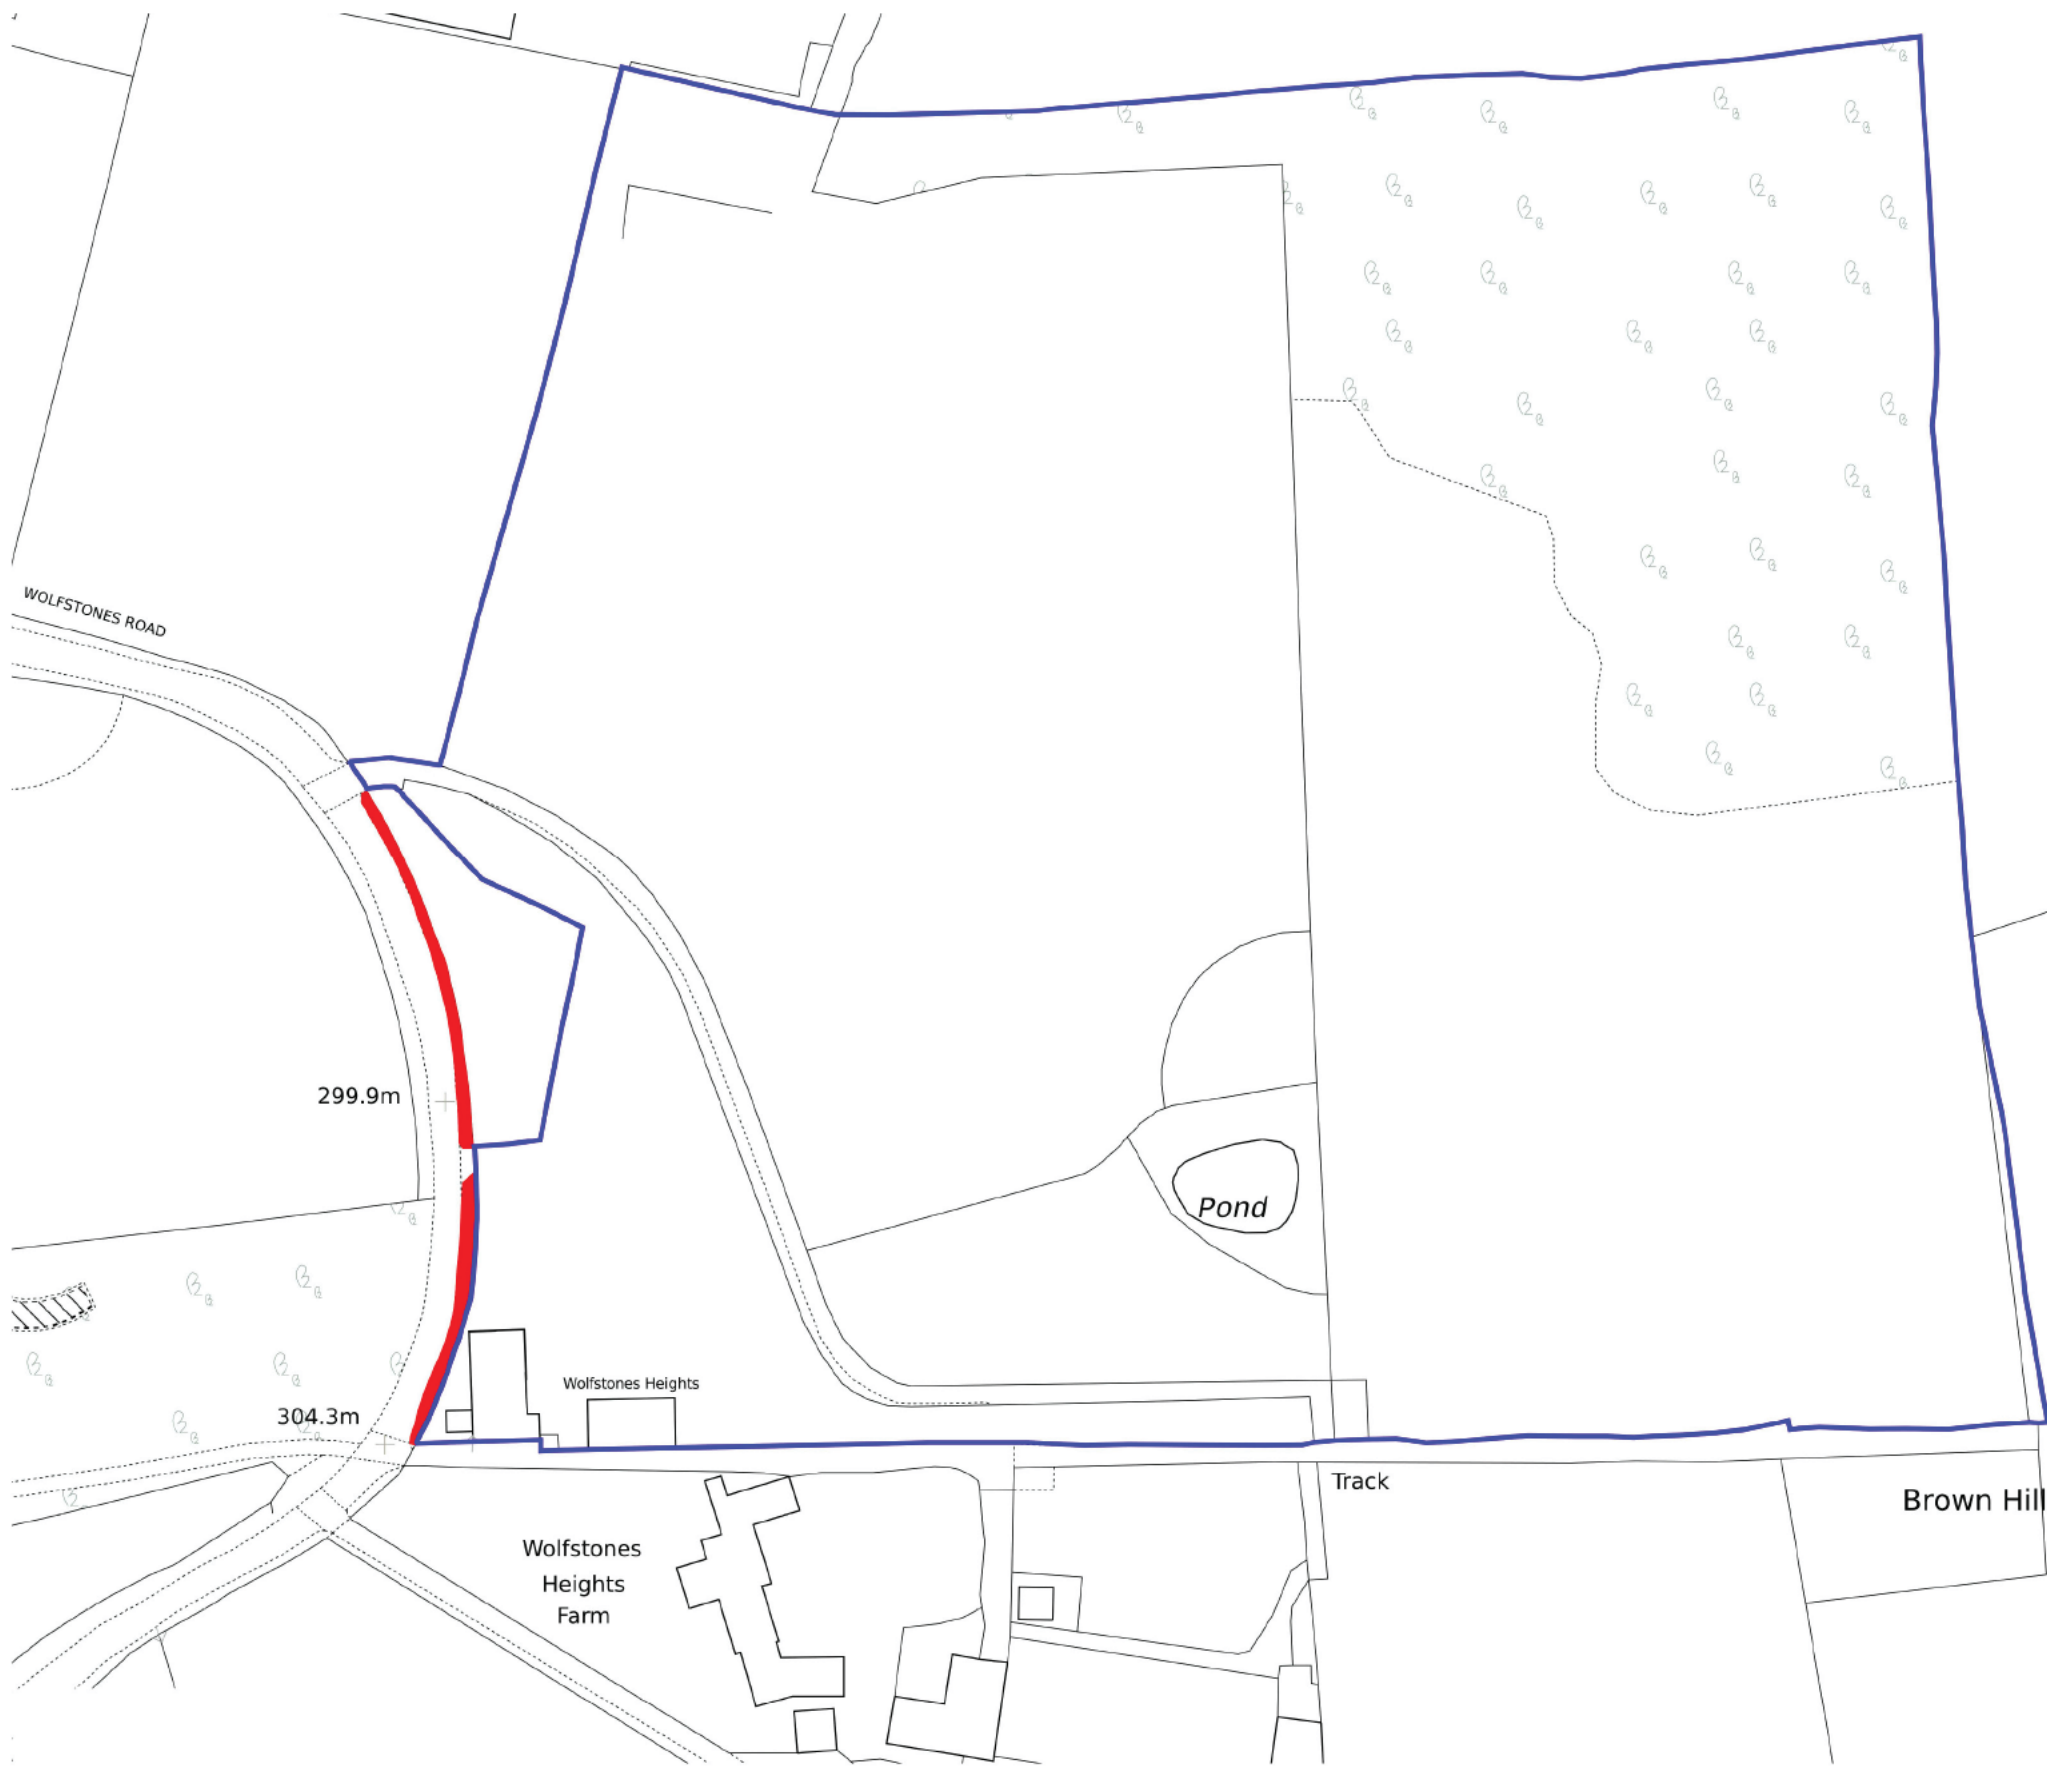 WOLFSTONES ROAD
299.9m
Pond
Wolfstones Heights
304.3m
Track
Brown Hill
Wolfstones
Heights
Farm